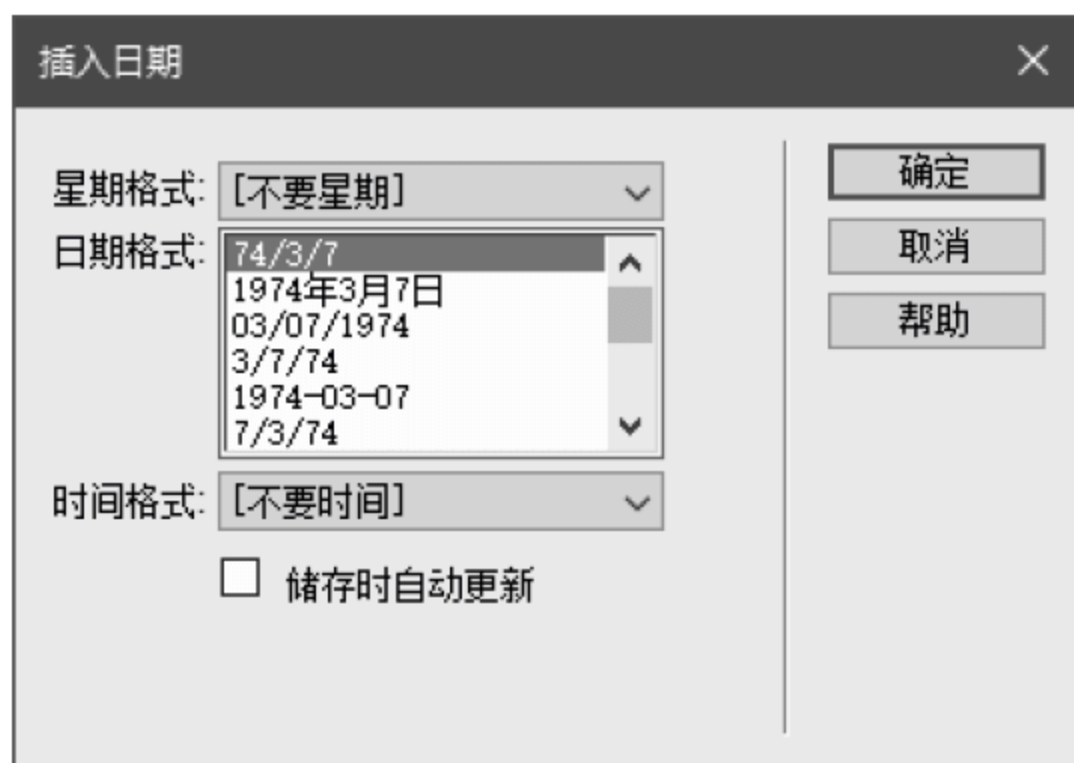 插入日期
星期格式: [不要星期]
确定
日期格式: 74/3/7
取消
1974年3月7日
03/07/1974
帮助
3/7/74
1974-03-07
7/3/74
时间格式: [不要时间]
储存时自动更新